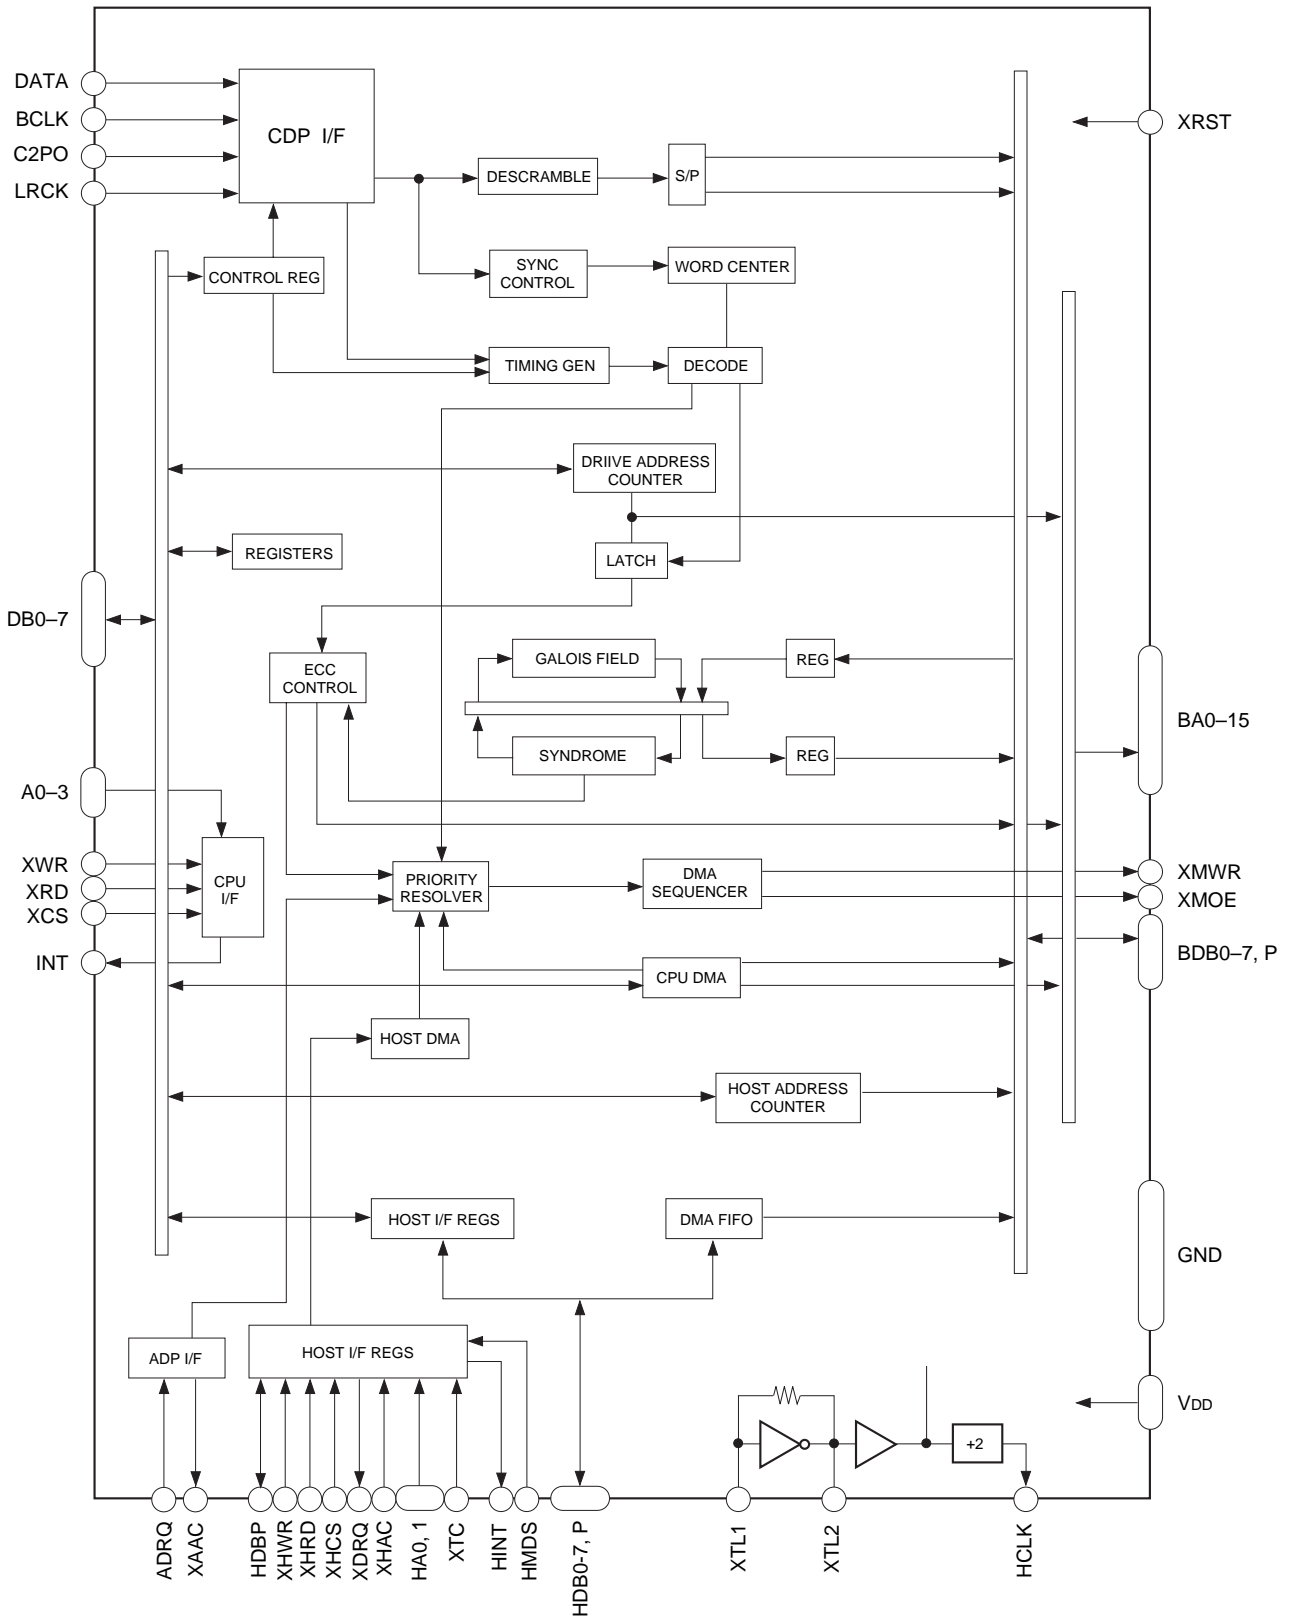 DATA
BCLK
C2PO
LRCK
CDP I/F
DESCRAMBLE
S/P
XRST
CONTROL REG
SYNC
CONTROL
WORD CENTER
TIMING GEN
DECODE
DRIIVE ADDRESS
COUNTER
REGISTERS
LATCH
DB0–7
ECC
CONTROL
GALOIS FIELD
REG
SYNDROME
REG
BA0–15
A0–3
XWR
XRD
XCS
INT
CPU
I/F
PRIORITY
RESOLVER
DMA
SEQUENCER
XMWR
XMOE
BDB0–7, P
CPU DMA
HOST DMA
HOST ADDRESS
COUNTER
HOST I/F REGS
DMA FIFO
GND
ADP I/F
HOST I/F REGS
VDD
+2
ADRQ
XAAC
HDBP
XHWR
XHRD
XHCS
XDRQ
XHAC
HA0, 1
XTC
HINT
HMDS
HDB0-7, P
XTL1
XTL2
HCLK